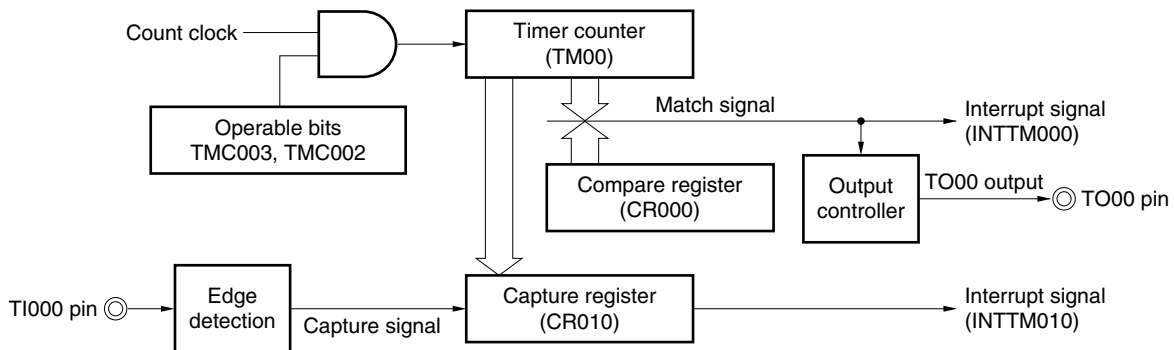 Count clock
Timer counter
(TM00)
Operable bits
TMC003, TMC002
Match signal
Interrupt signal
(INTTM000)
Compare register
(CR000)
Output
controller
TO00 output
TO00 pin
TI000 pin
Edge
detection
Capture signal
Capture register
(CR010)
Interrupt signal
(INTTM010)